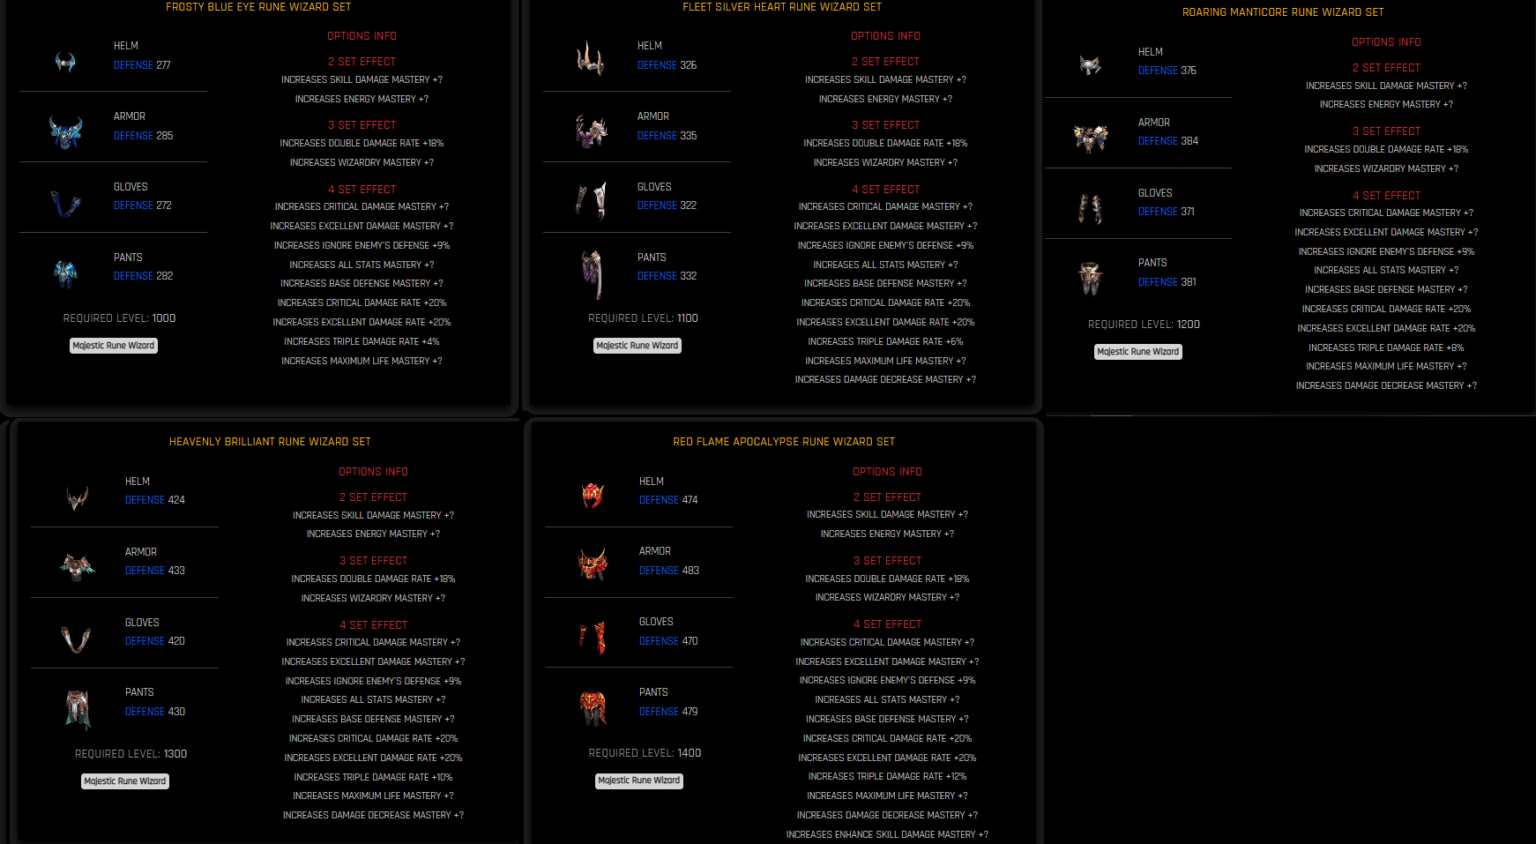 FROSTY BLUE EYE RUNE WIZARD SET
HELM
DEFENSE 277
ARMOR
DEFENSE 285
GLOVES
DEFENSE 272
PANTS
DEFENSE 282
REQUIRED LEVEL: 1000
Majestic Rune Wizard
OPTIONS INFO
2 SET EFFECT
INCREASES SKILL DAMAGE MASTERY +?
INCREASES ENERGY MASTERY +?
3 SET EFFECT
INCREASES DOUBLE DAMAGE RATE +18%
INCREASES WIZARDRY MASTERY +?
4 SET EFFECT
INCREASES CRITICAL DAMAGE MASTERY +?
INCREASES EXCELLENT DAMAGE MASTERY +?
INCREASES IGNORE ENEMY'S DEFENSE +9%
INCREASES ALL STATS MASTERY +?
INCREASES BASE DEFENSE MASTERY +?
INCREASES CRITICAL DAMAGE RATE +20%
INCREASES EXCELLENT DAMAGE RATE +20%
INCREASES TRIPLE DAMAGE RATE +4%
INCREASES MAXIMUM LIFE MASTERY +?
FLEET SILVER HEART RUNE WIZARD SET
HELM
DEFENSE 326
ARMOR
DEFENSE 335
GLOVES
DEFENSE 322
PANTS
DEFENSE 332
REQUIRED LEVEL: 1100
Majestic Rune Wizard
OPTIONS INFO
2 SET EFFECT
INCREASES SKILL DAMAGE MASTERY +?
INCREASES ENERGY MASTERY +?
3 SET EFFECT
INCREASES DOUBLE DAMAGE RATE +18%
INCREASES WIZARDRY MASTERY +?
4 SET EFFECT
INCREASES CRITICAL DAMAGE MASTERY +?
INCREASES EXCELLENT DAMAGE MASTERY +?
INCREASES IGNORE ENEMY'S DEFENSE +9%
INCREASES ALL STATS MASTERY +?
INCREASES BASE DEFENSE MASTERY +?
INCREASES CRITICAL DAMAGE RATE +20%
INCREASES EXCELLENT DAMAGE RATE +20%
INCREASES TRIPLE DAMAGE RATE +6%
INCREASES MAXIMUM LIFE MASTERY +?
INCREASES DAMAGE DECREASE MASTERY +?
ROARING MANTICORE RUNE WIZARD SET
HELM
DEFENSE 376
ARMOR
DEFENSE 384
GLOVES
DEFENSE 371
PANTS
DEFENSE 381
REQUIRED LEVEL: 1200
Majestic Rune Wizard
OPTIONS INFO
2 SET EFFECT
INCREASES SKILL DAMAGE MASTERY +?
INCREASES ENERGY MASTERY +?
3 SET EFFECT
INCREASES DOUBLE DAMAGE RATE +18%
INCREASES WIZARDRY MASTERY +?
4 SET EFFECT
INCREASES CRITICAL DAMAGE MASTERY +?
INCREASES EXCELLENT DAMAGE MASTERY +?
INCREASES IGNORE ENEMY'S DEFENSE +9%
INCREASES ALL STATS MASTERY +?
INCREASES BASE DEFENSE MASTERY +?
INCREASES CRITICAL DAMAGE RATE +20%
INCREASES EXCELLENT DAMAGE RATE +20%
INCREASES TRIPLE DAMAGE RATE +8%
INCREASES MAXIMUM LIFE MASTERY +?
INCREASES DAMAGE DECREASE MASTERY +?
HEAVENLY BRILLIANT RUNE WIZARD SET
HELM
DEFENSE 424
ARMOR
DEFENSE 433
GLOVES
DEFENSE 420
PANTS
DEFENSE 430
REQUIRED LEVEL: 1300
Majestic Rune Wizard
OPTIONS INFO
2 SET EFFECT
INCREASES SKILL DAMAGE MASTERY +?
INCREASES ENERGY MASTERY +?
3 SET EFFECT
INCREASES DOUBLE DAMAGE RATE +18%
INCREASES WIZARDRY MASTERY +?
4 SET EFFECT
INCREASES CRITICAL DAMAGE MASTERY +?
INCREASES EXCELLENT DAMAGE MASTERY +?
INCREASES IGNORE ENEMY'S DEFENSE +9%
INCREASES ALL STATS MASTERY +?
INCREASES BASE DEFENSE MASTERY +?
INCREASES CRITICAL DAMAGE RATE +20%
INCREASES EXCELLENT DAMAGE RATE +20%
INCREASES TRIPLE DAMAGE RATE +10%
INCREASES MAXIMUM LIFE MASTERY +?
INCREASES DAMAGE DECREASE MASTERY +?
RED FLAME APOCALYPSE RUNE WIZARD SET
HELM
DEFENSE 474
ARMOR
DEFENSE 483
GLOVES
DEFENSE 470
PANTS
DEFENSE 479
REQUIRED LEVEL: 1400
Majestic Rune Wizard
OPTIONS INFO
2 SET EFFECT
INCREASES SKILL DAMAGE MASTERY +?
INCREASES ENERGY MASTERY +?
3 SET EFFECT
INCREASES DOUBLE DAMAGE RATE +18%
INCREASES WIZARDRY MASTERY +?
4 SET EFFECT
INCREASES CRITICAL DAMAGE MASTERY +?
INCREASES EXCELLENT DAMAGE MASTERY +?
INCREASES IGNORE ENEMY'S DEFENSE +9%
INCREASES ALL STATS MASTERY +?
INCREASES BASE DEFENSE MASTERY +?
INCREASES CRITICAL DAMAGE RATE +20%
INCREASES EXCELLENT DAMAGE RATE +20%
INCREASES TRIPLE DAMAGE RATE +12%
INCREASES MAXIMUM LIFE MASTERY +?
INCREASES DAMAGE DECREASE MASTERY +?
INCREASES ENHANCE SKILL DAMAGE MASTERY +?